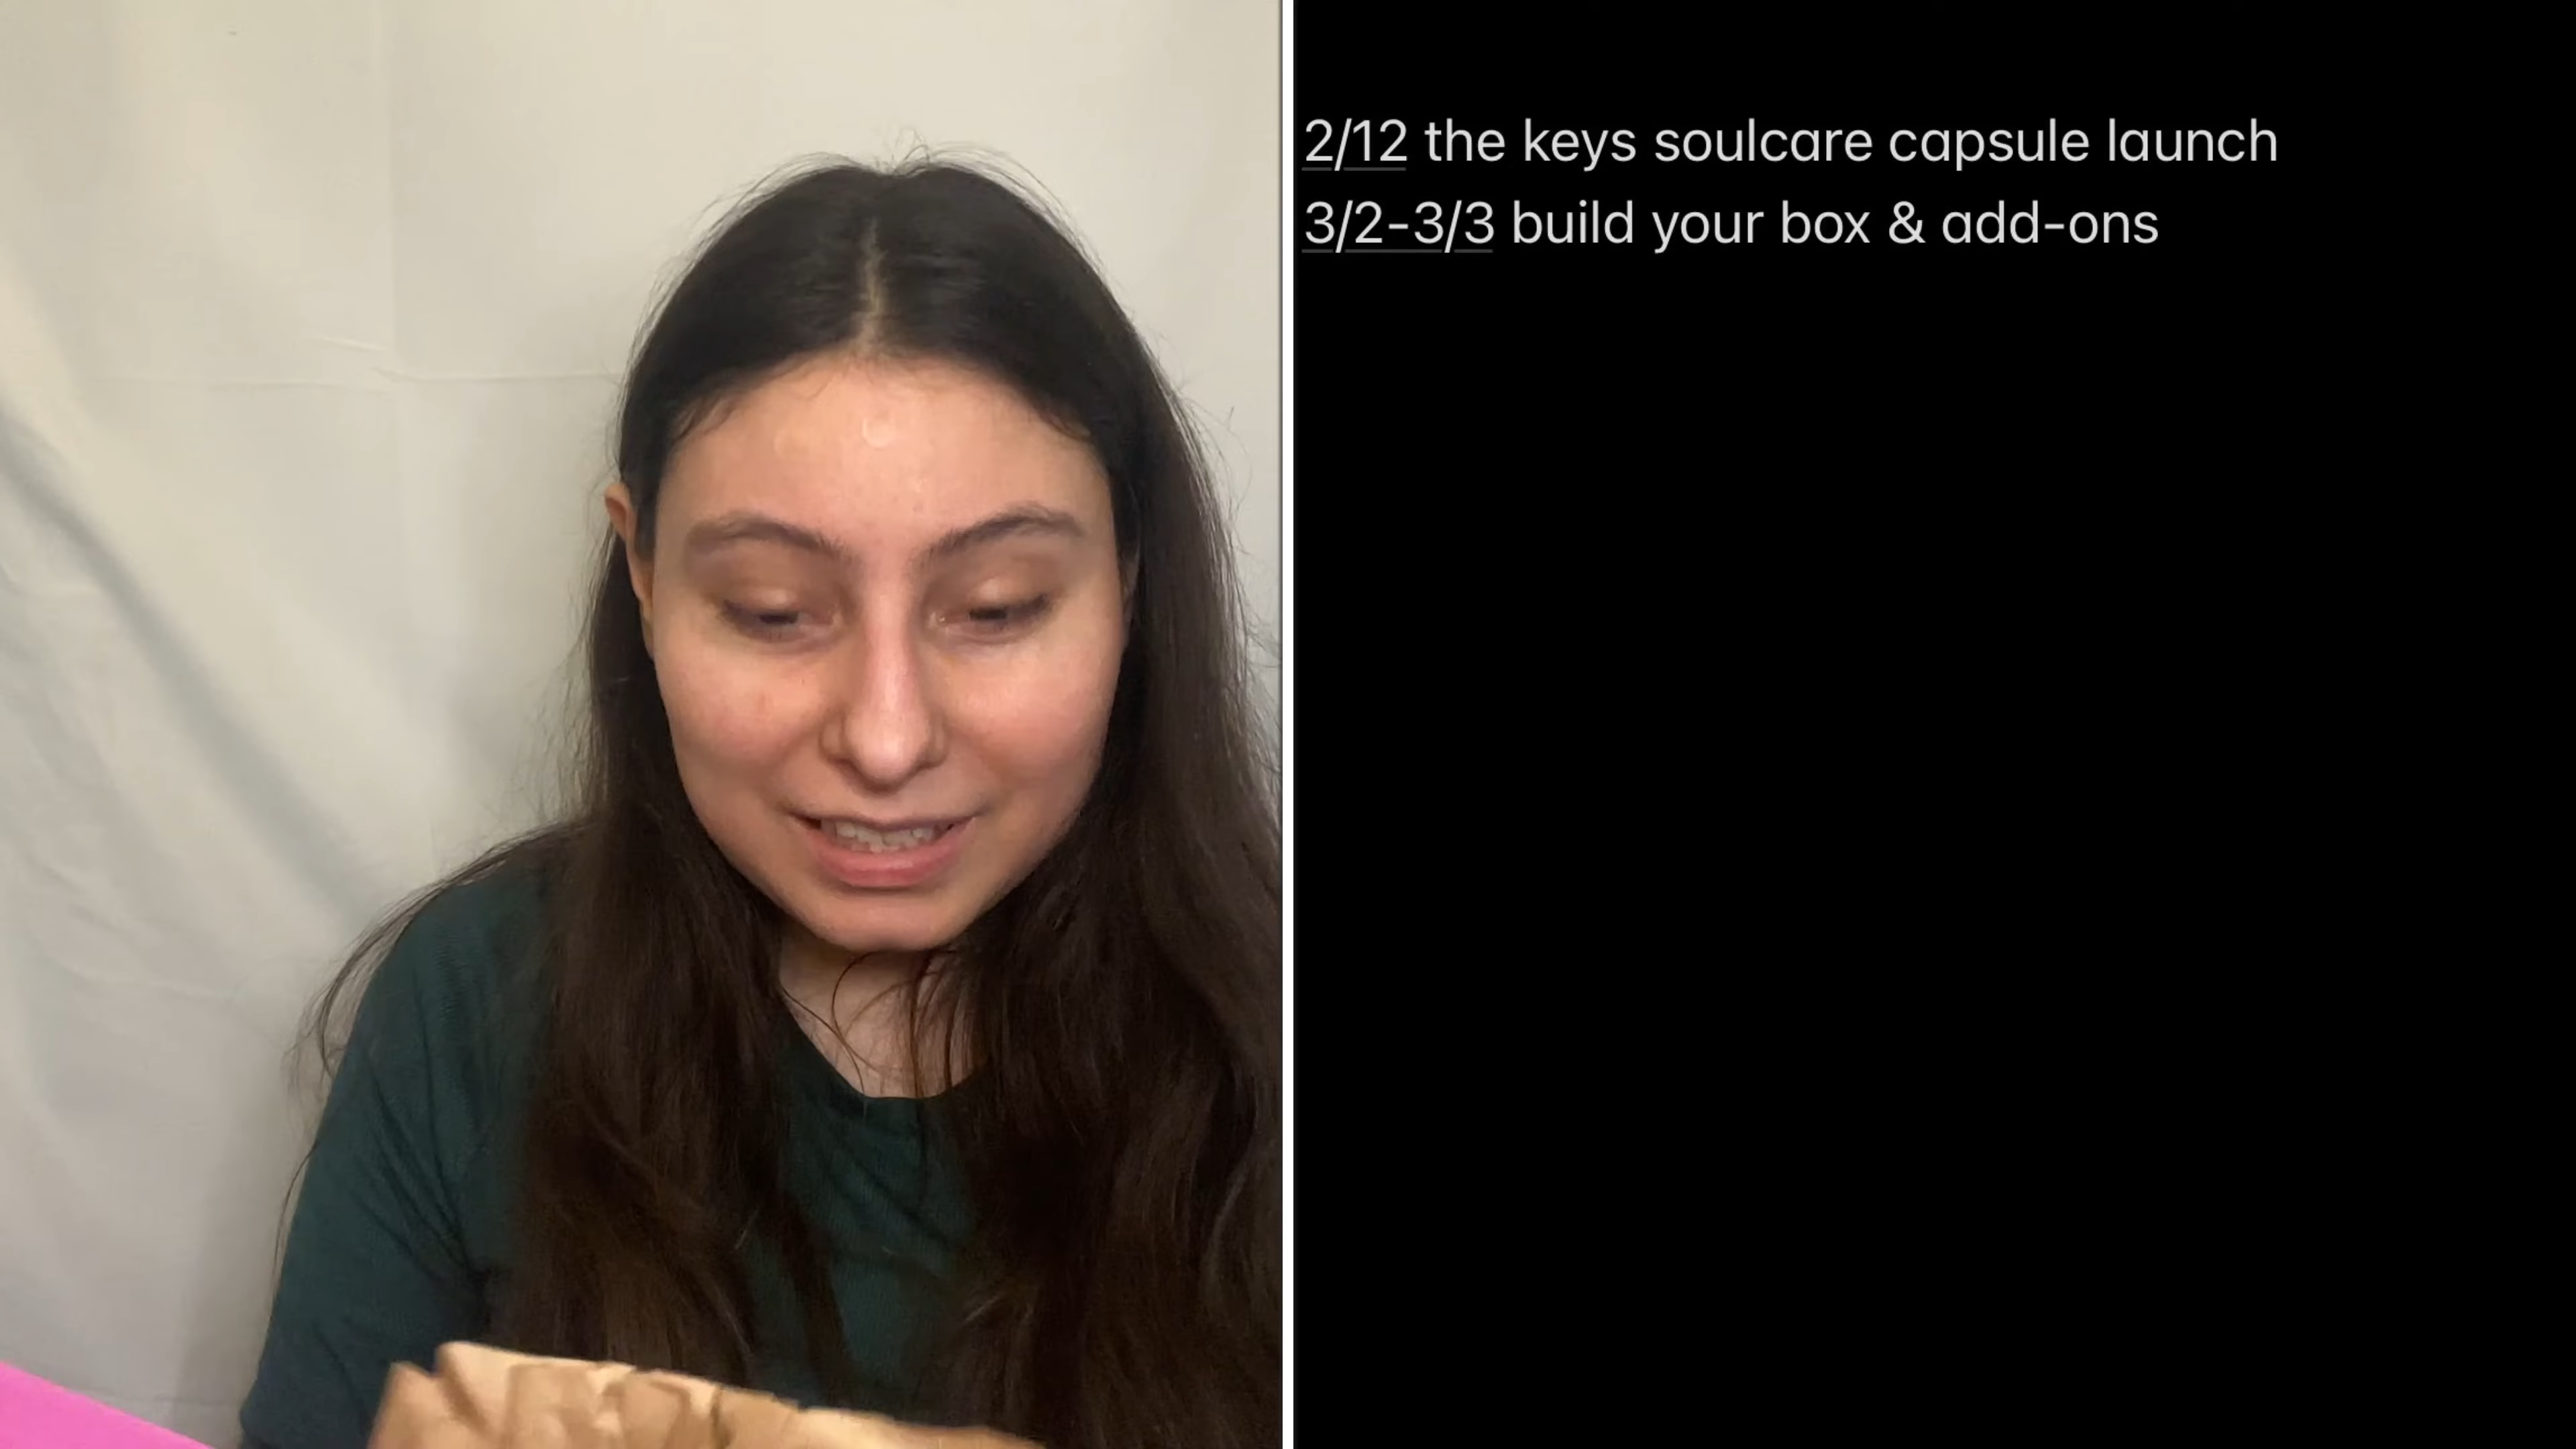 2/12 the keys soulcare capsule launch
3/2-3/3 build your box & add-ons